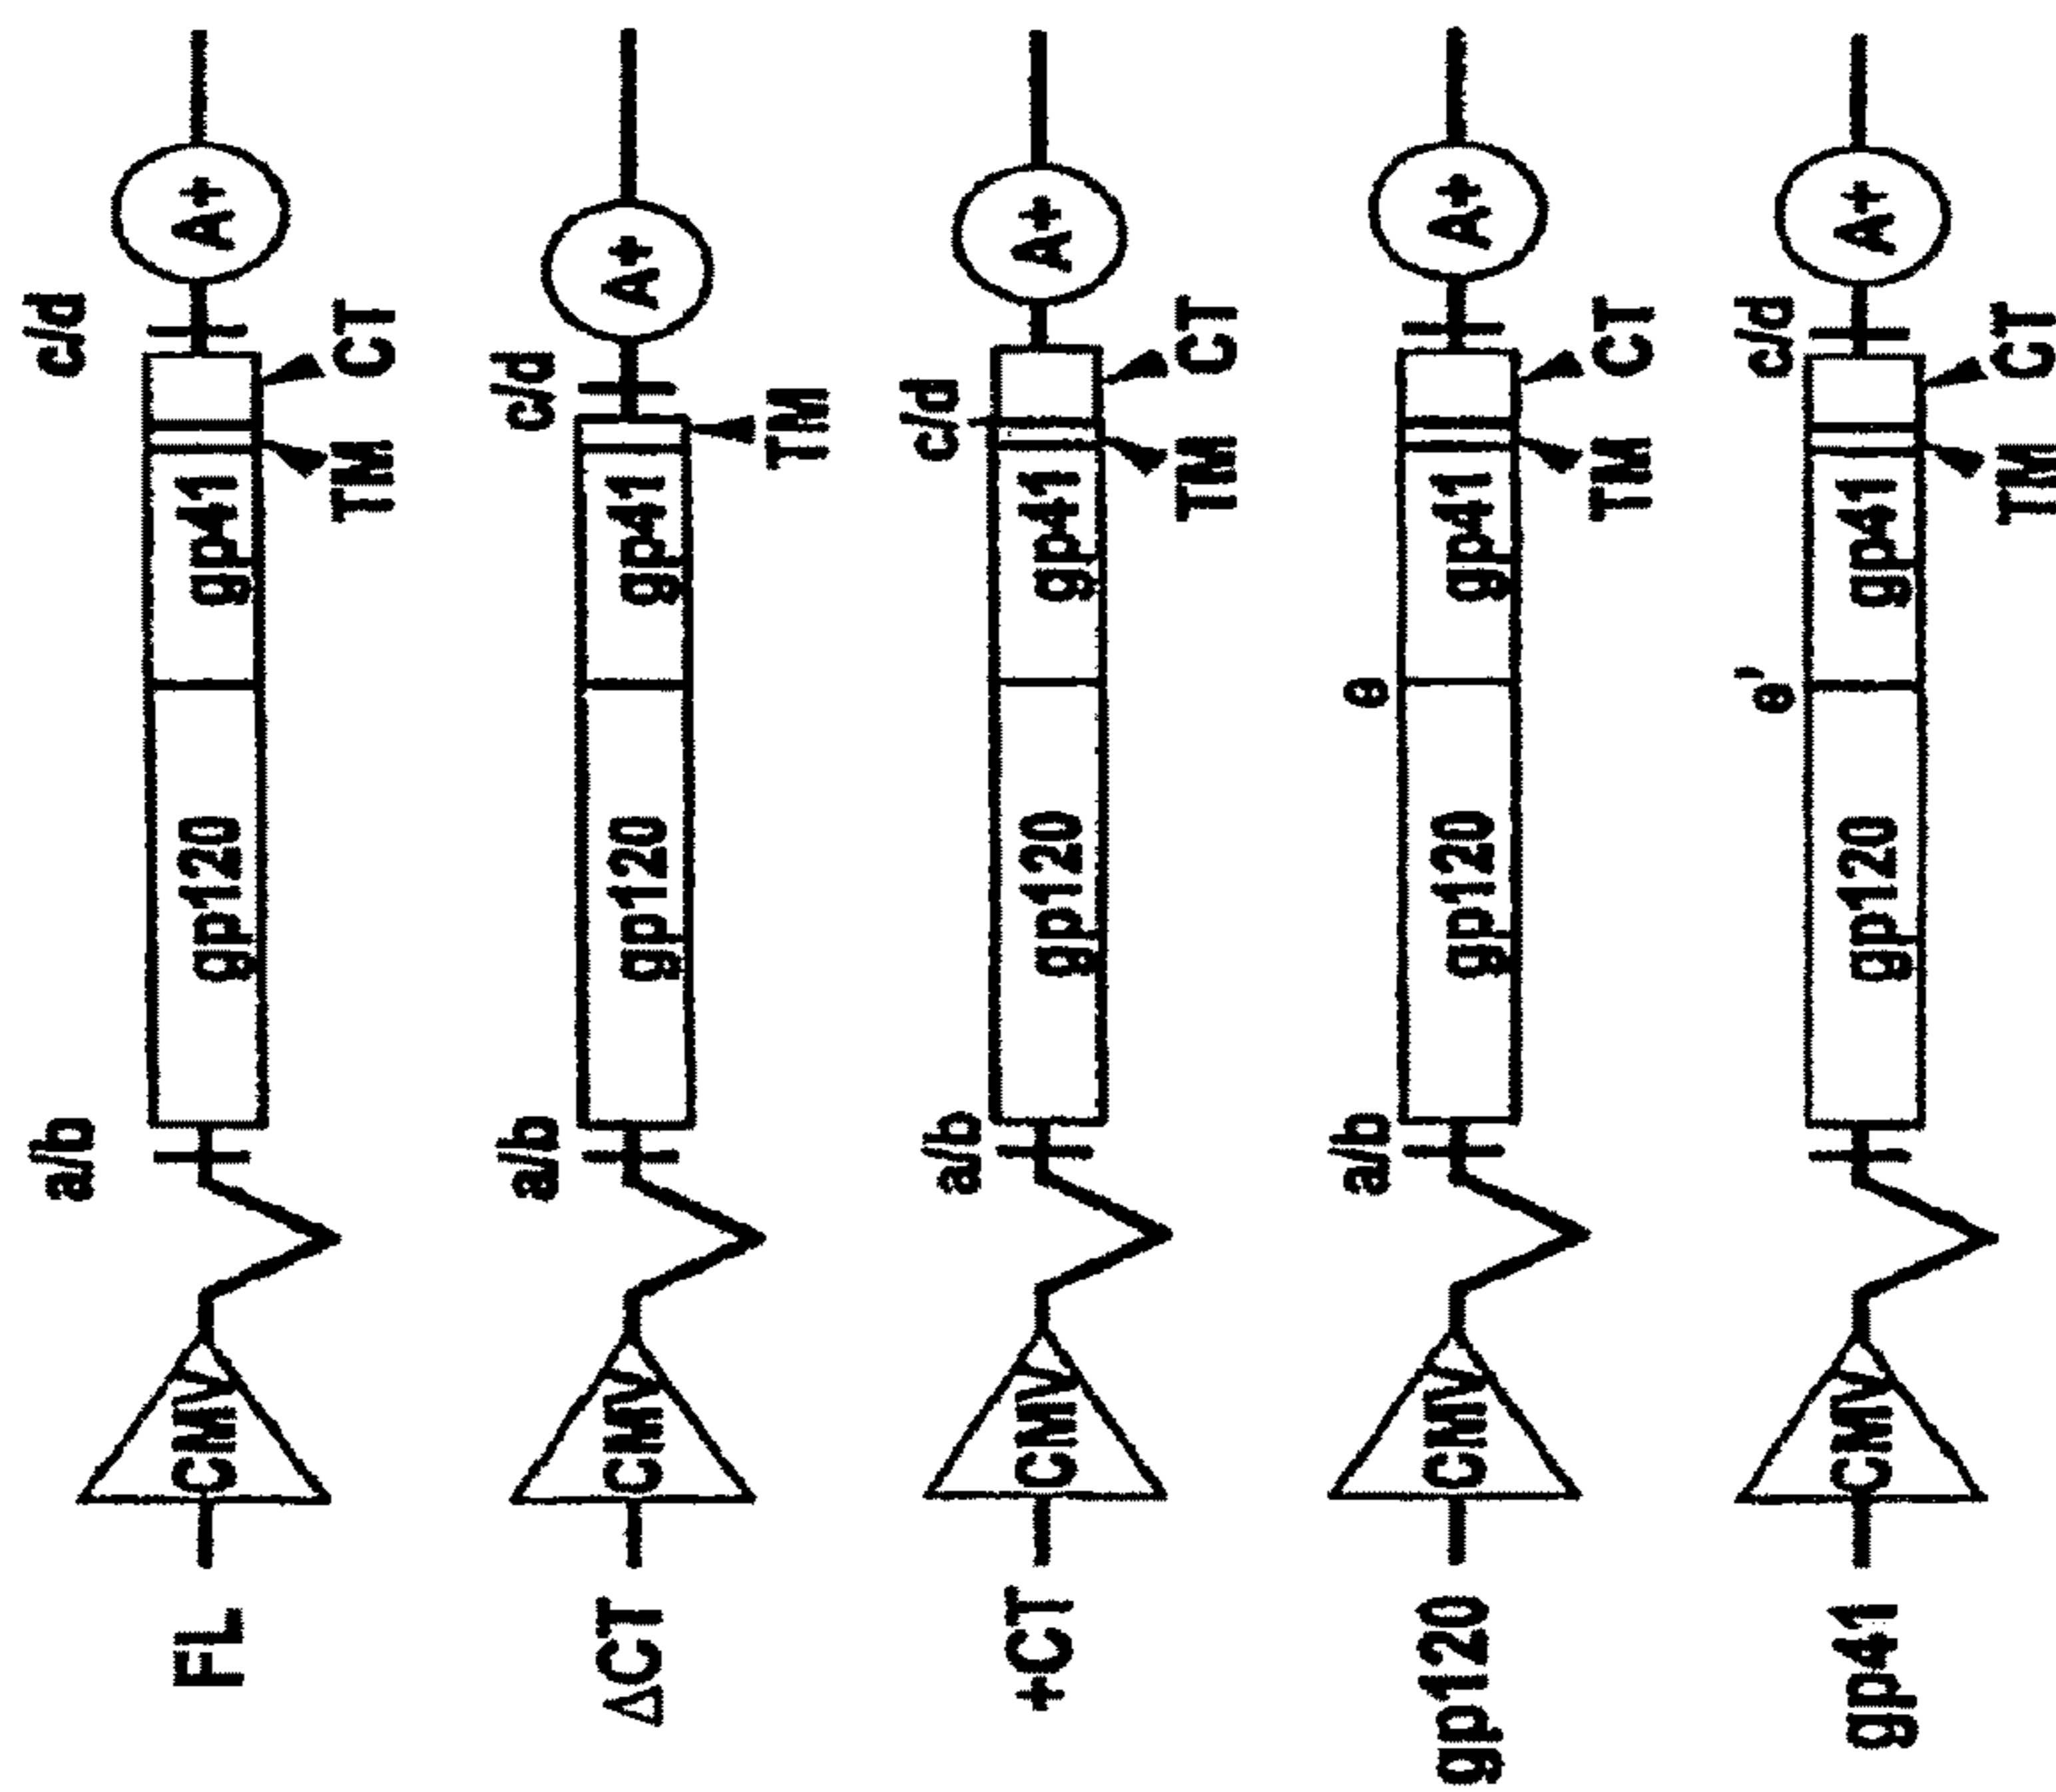 a/b c/d
FL CMV gp120 gp41 A+
TM CT
a/b c/d
ΔCT CMV gp120 gp41 A+
TM
a/b c/d
+CT CMV gp120 gp41 A+
TM CT
a/b e
gp120 CMV gp120 gp41 A+
TM CT
e' c/d
gp41 CMV gp120 gp41 A+
TM CT